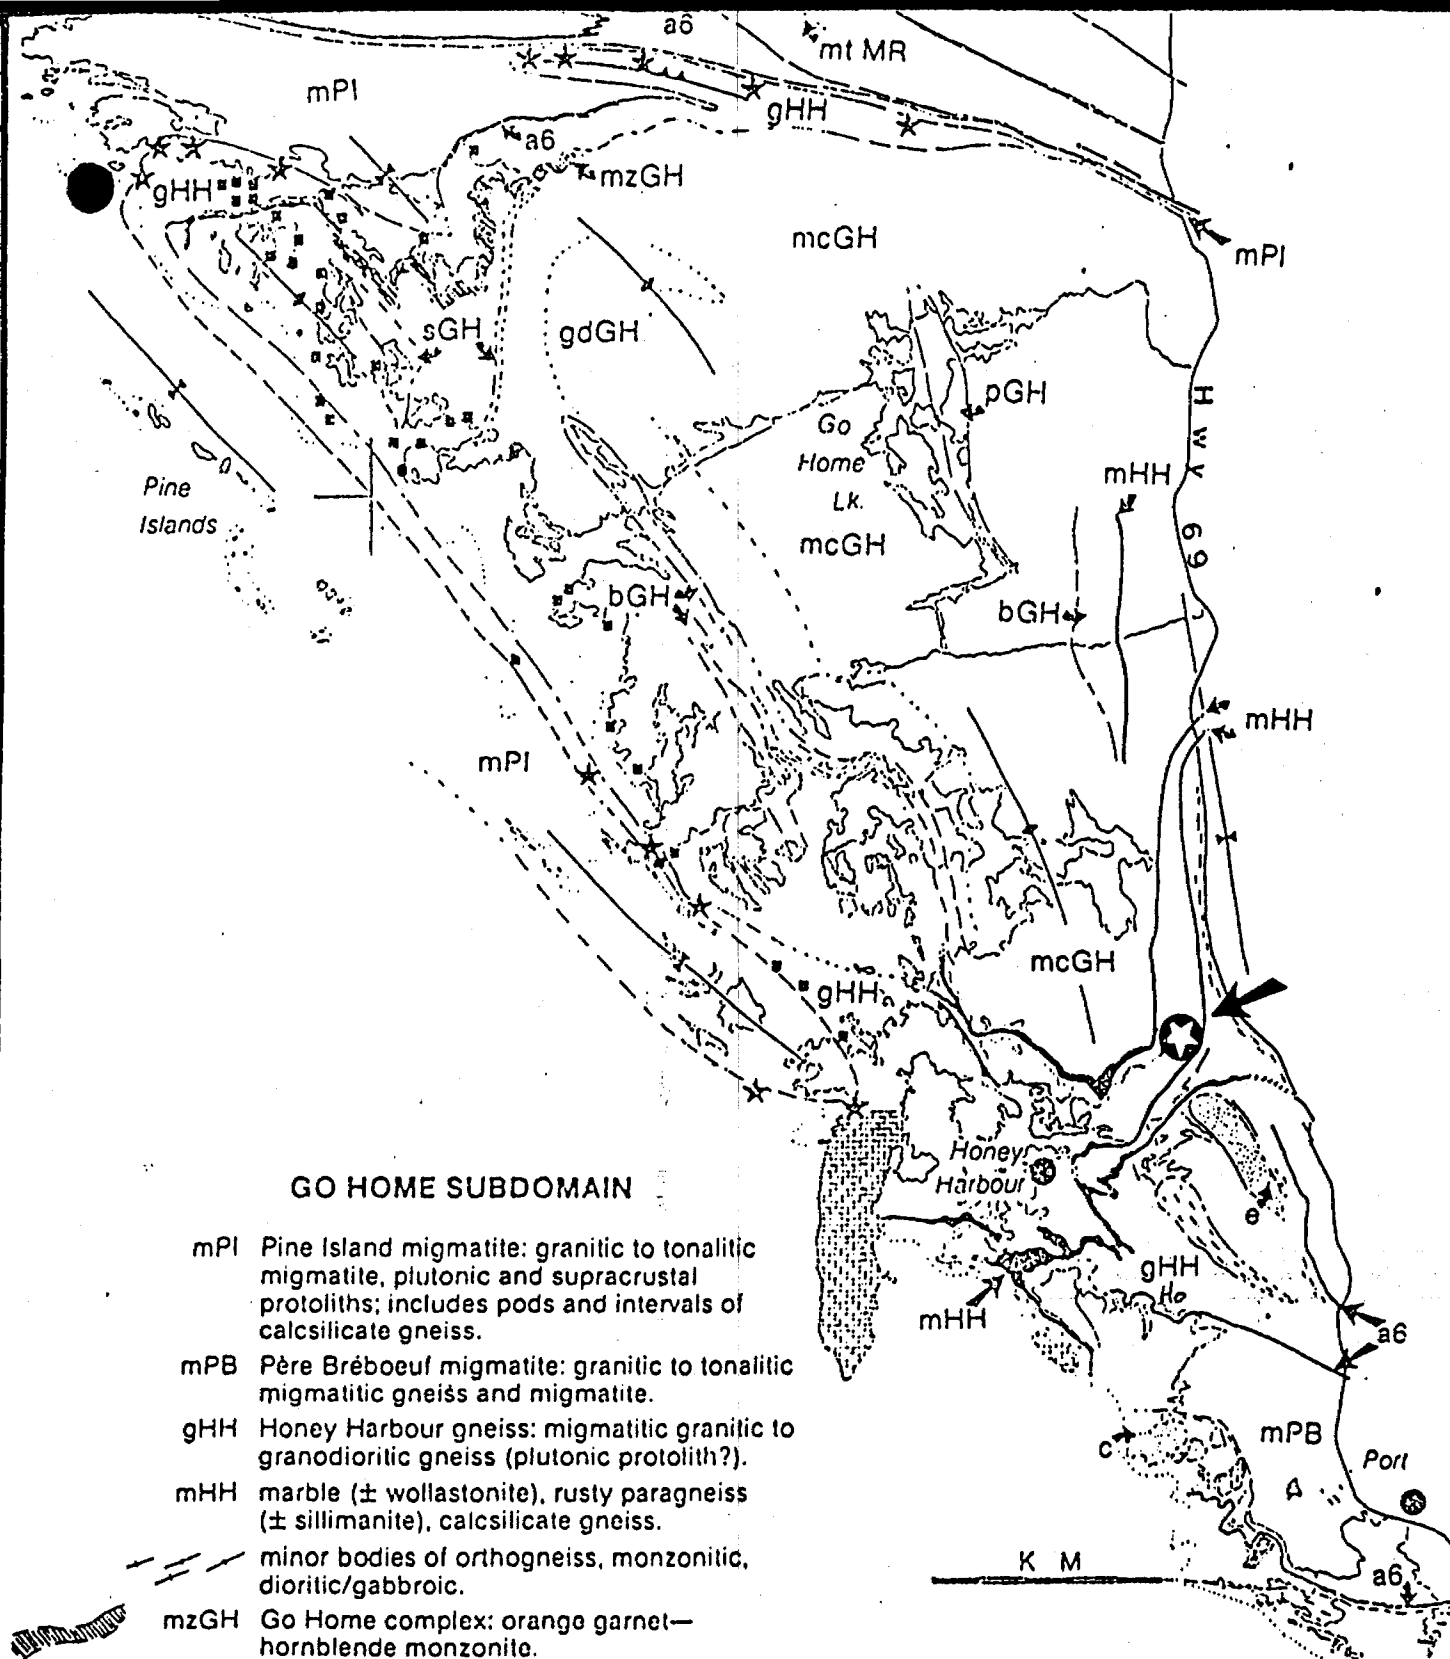 a6
mt MR
mPI
gHH
a6
gHH
mzGH
mcGH
mPI
sGH
gdGH
pGH
Hwy 69
Go
Home
Lk.
mHH
Pine
Islands
mcGH
bGH
bGH
mHH
mPI
mcGH
gHH
Honey
Harbour
e
gHH
Ho
mHH
a6
c
mPB
Port
a6
K M
GO HOME SUBDOMAIN
mPI Pine Island migmatite: granitic to tonalitic
migmatite, plutonic and supracrustal
protoliths; includes pods and intervals of
calcsilicate gneiss.
mPB Père Bréboeuf migmatite: granitic to tonalitic
migmatitic gneiss and migmatite.
gHH Honey Harbour gneiss: migmatitic granitic to
granodioritic gneiss (plutonic protolith?).
mHH marble (± wollastonite), rusty paragneiss
(± sillimanite), calcsilicate gneiss.
minor bodies of orthogneiss, monzonitic,
dioritic/gabbroic.
mzGH Go Home complex: orange garnet—
hornblende monzonite.